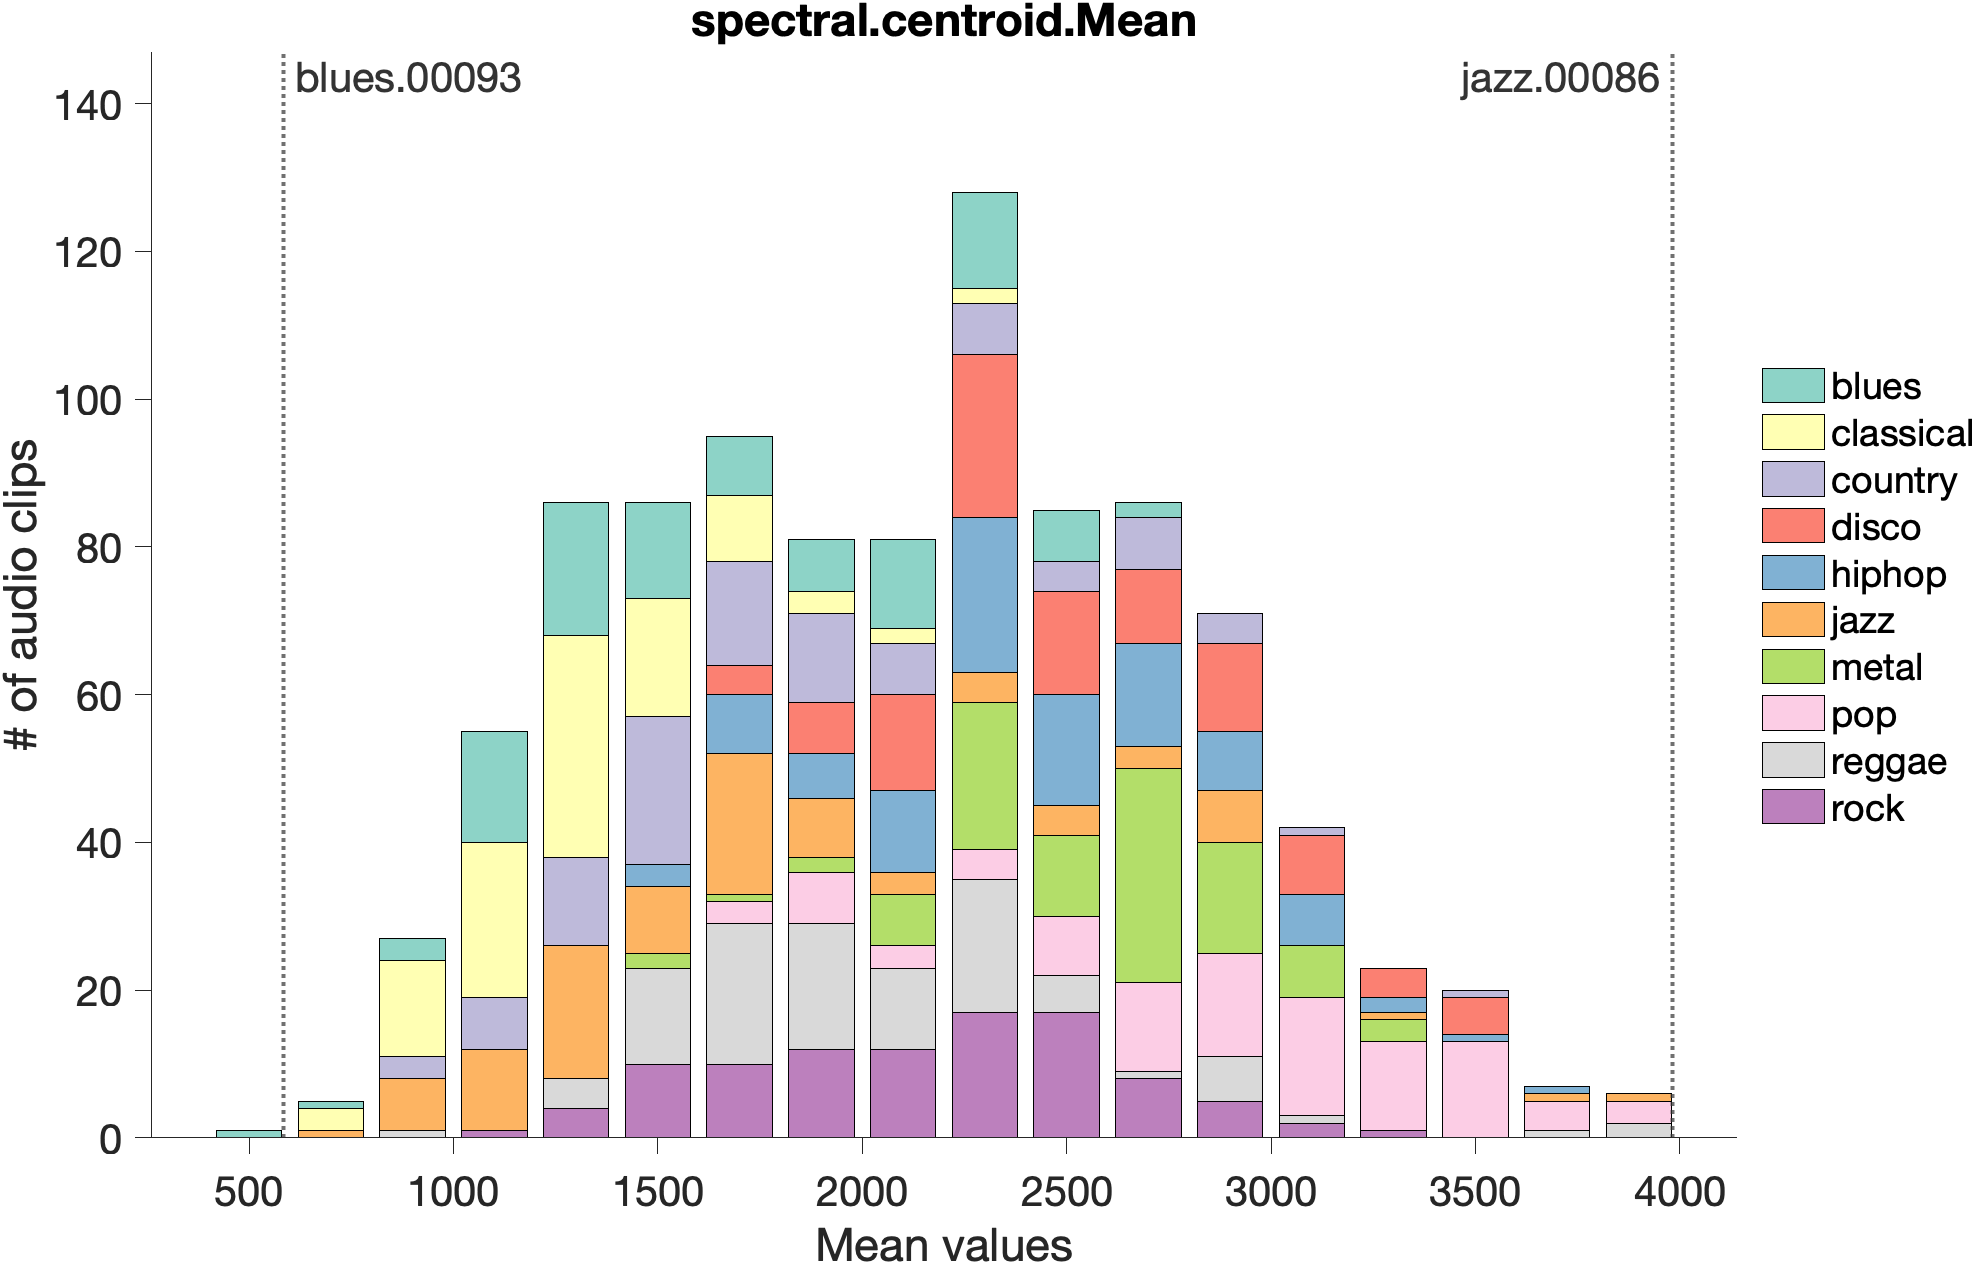 spectral.centroid.Mean
blues.00093
jazz.00086
140
120
100
80
60
40
20
0
# of audio clips
500 1000 1500 2000 2500 3000 3500 4000
Mean values
blues
classical
country
disco
hiphop
jazz
metal
pop
reggae
rock